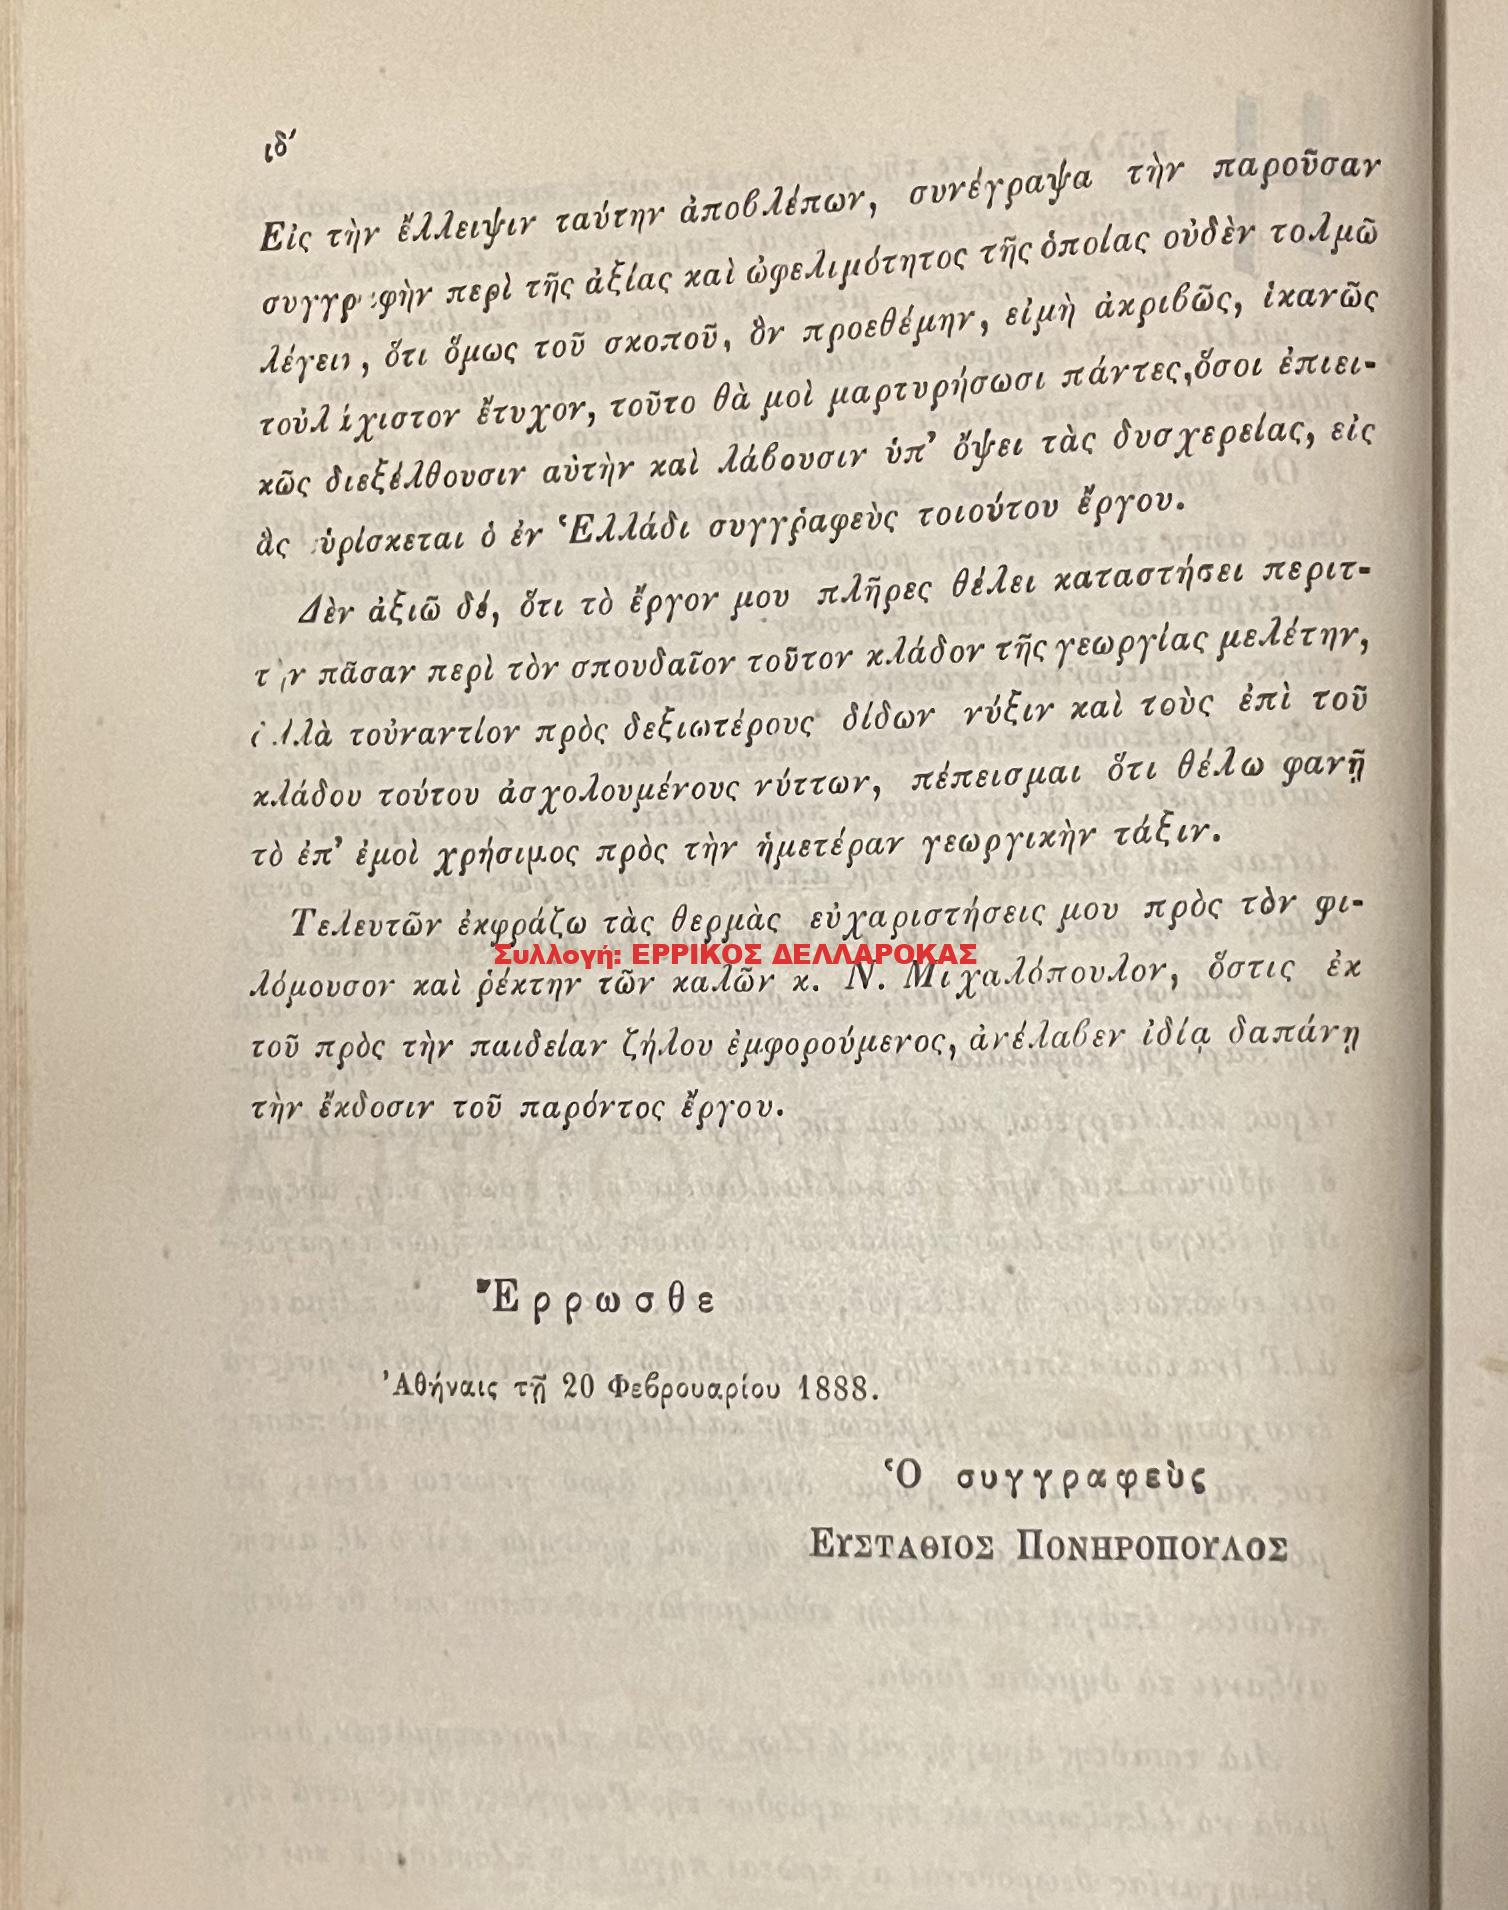 ιδ´
Εἰς τὴν ἔλλειψιν ταύτην ἀποβλέπων, συνέγραψα τὴν παροῦσαν
συγγραφὴν περὶ τῆς ἀξίας καὶ ὠφελιμότητος τῆς ὁποίας οὐδὲν τολμῶ
λέγειν, ὅτι ὅμως τοῦ σκοποῦ, ὃν προεθέμην, εἰμὴ ἀκριβῶς, ἱκανῶς
τοὐλάχιστον ἔτυχον, τοῦτο θὰ μοὶ μαρτυρήσωσι πάντες, ὅσοι ἐπιει-
κῶς διεξέλθουσιν αὐτὴν καὶ λάβουσιν ὑπ’ ὄψει τὰς δυσχερείας, εἰς
ἃς εὑρίσκεται ὁ ἐν Ἑλλάδι συγγραφεὺς τοιούτου ἔργου.
Δὲν ἀξιῶ δέ, ὅτι τὸ ἔργον μου πλῆρες θέλει καταστήσει περιτ-
τὴν πᾶσαν περὶ τὸν σπουδαῖον τοῦτον κλάδον τῆς γεωργίας μελέτην,
ἀλλὰ τοὐναντίον πρὸς δεξιωτέρους δίδων νύξιν καὶ τοὺς ἐπὶ τοῦ
κλάδου τούτου ἀσχολουμένους νύττων, πέπεισμαι ὅτι θέλω φανῇ
τὸ ἐπ’ ἐμοὶ χρήσιμος πρὸς τὴν ἡμετέραν γεωργικὴν τάξιν.
Τελευτῶν ἐκφράζω τὰς θερμὰς εὐχαριστήσεις μου πρὸς τὸν φι-
Συλλογή: ΕΡΡΙΚΟΣ ΔΕΛΛΑΡΟΚΑΣ
λόμουσον καὶ ῥέκτην τῶν καλῶν κ. Ν. Μιχαλόπουλον, ὅστις ἐκ
τοῦ πρὸς τὴν παιδείαν ζήλου ἐμφορούμενος, ἀνέλαβεν ἰδίᾳ δαπάνῃ
τὴν ἔκδοσιν τοῦ παρόντος ἔργου.
Ἔρρωσθε
Ἀθήναις τῇ 20 Φεβρουαρίου 1888.
Ὁ συγγραφεὺς
ΕΥΣΤΑΘΙΟΣ ΠΟΝΗΡΟΠΟΥΛΟΣ